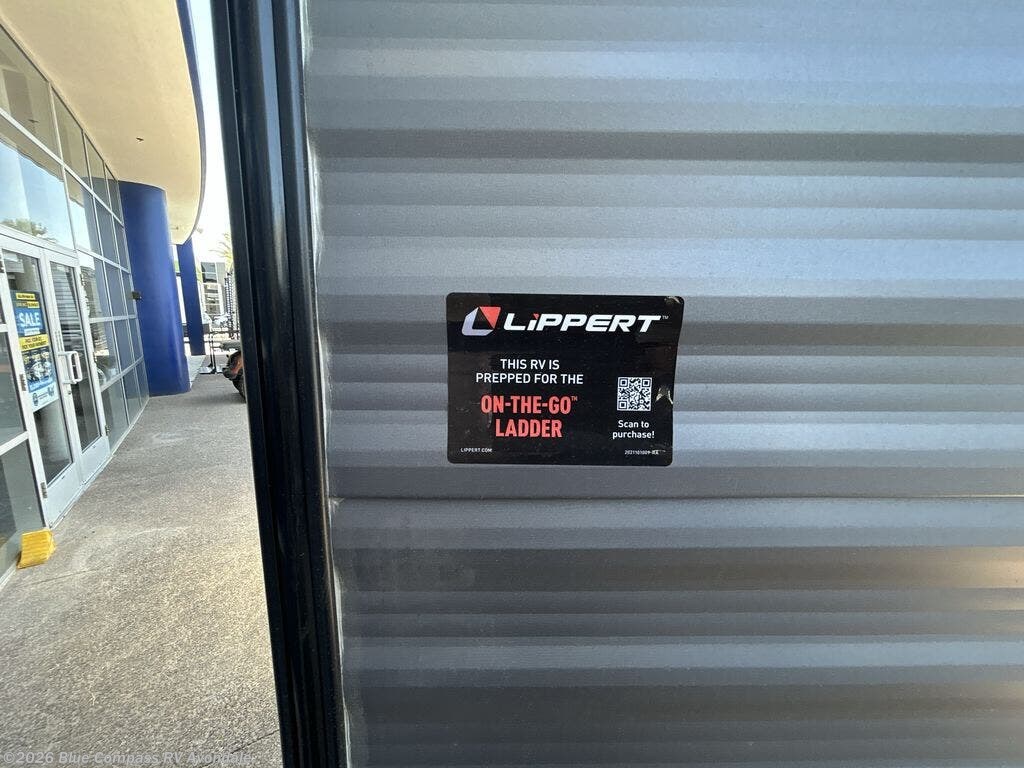 LiPPERT™
THIS RV IS
PREPPED FOR THE
ON-THE-GO™
LADDER
Scan to
purchase!
LIPPERT.COM
SALE
©2026 Blue Compass RV Avondale